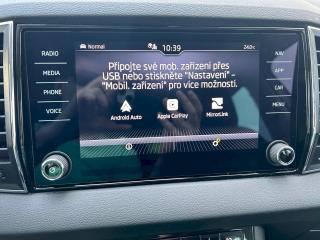 Normal
10:39
24.0°C
RADIO
MEDIA
PHONE
VOICE
Připojte své mob. zařízení přes
USB nebo stiskněte "Nastavení" –
"Mobil. zařízení" pro více možností.
Android Auto
Apple CarPlay
MirrorLink
NAV
APP
CAR
MENU